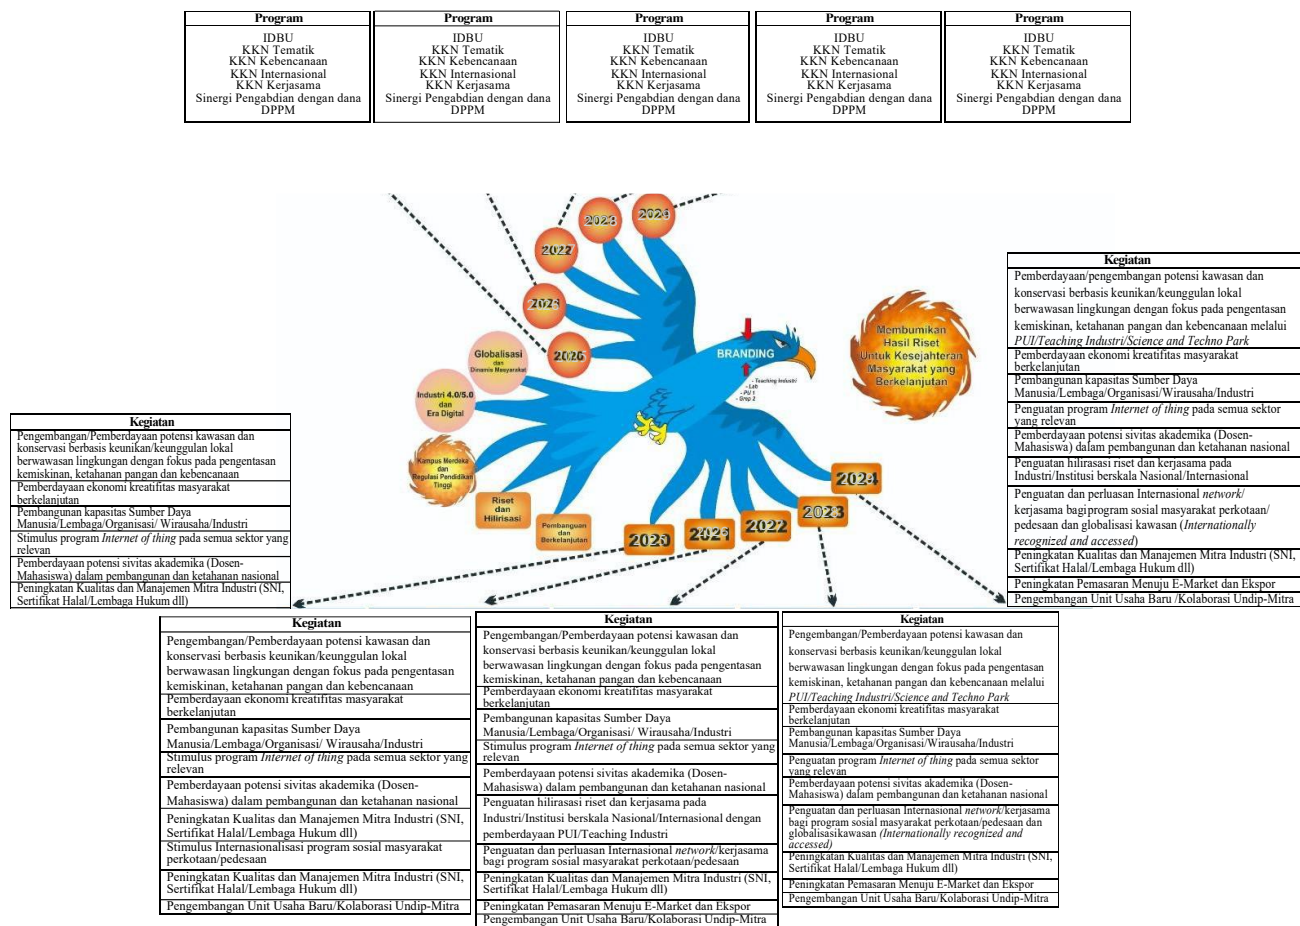 Program
IDBU
KKN Tematik
KKN Kebencanaan
KKN Internasional
KKN Kerjasama
Sinergi Pengabdian dengan dana
DPPM
Program
IDBU
KKN Tematik
KKN Kebencanaan
KKN Internasional
KKN Kerjasama
Sinergi Pengabdian dengan dana
DPPM
Program
IDBU
KKN Tematik
KKN Kebencanaan
KKN Internasional
KKN Kerjasama
Sinergi Pengabdian dengan dana
DPPM
Program
IDBU
KKN Tematik
KKN Kebencanaan
KKN Internasional
KKN Kerjasama
Sinergi Pengabdian dengan dana
DPPM
Program
IDBU
KKN Tematik
KKN Kebencanaan
KKN Internasional
KKN Kerjasama
Sinergi Pengabdian dengan dana
DPPM
2024
2023
2022
2021
2020
Globalisasi
dan
Dinamis Masyarakat
Industri 4.0/5.0
dan
Era Digital
Kampus Merdeka
dan
Regulasi Pendidikan
Tinggi
Riset
dan
Hilirisasi
Pembanguan
dan
Berkelanjutan
BRANDING
- Teaching Industri
- Lab
- PUI
Membumikan
Hasil Riset
Untuk Kesejahteran
Masyarakat yang
Berkelanjutan
2020
2021
2022
2023
2024
Kegiatan
Pengembangan/Pemberdayaan potensi kawasan dan
konservasi berbasis keunikan/keunggulan lokal
berwawasan lingkungan dengan fokus pada pengentasan
kemiskinan, ketahanan pangan dan kebencanaan
Pemberdayaan ekonomi kreatifitas masyarakat
berkelanjutan
Pembangunan kapasitas Sumber Daya
Manusia/Lembaga/Organisasi/ Wirausaha/Industri
Stimulus program Internet of thing pada semua sektor yang
relevan
Pemberdayaan potensi sivitas akademika (Dosen-
Mahasiswa) dalam pembangunan dan ketahanan nasional
Peningkatan Kualitas dan Manajemen Mitra Industri (SNI,
Sertifikat Halal/Lembaga Hukum dll)
Kegiatan
Pengembangan/Pemberdayaan potensi kawasan dan
konservasi berbasis keunikan/keunggulan lokal
berwawasan lingkungan dengan fokus pada pengentasan
kemiskinan, ketahanan pangan dan kebencanaan
Pemberdayaan ekonomi kreatifitas masyarakat
berkelanjutan
Pembangunan kapasitas Sumber Daya
Manusia/Lembaga/Organisasi/ Wirausaha/Industri
Stimulus program Internet of thing pada semua sektor yang
relevan
Pemberdayaan potensi sivitas akademika (Dosen-
Mahasiswa) dalam pembangunan dan ketahanan nasional
Peningkatan Kualitas dan Manajemen Mitra Industri (SNI,
Sertifikat Halal/Lembaga Hukum dll)
Stimulus Internasionalisasi program sosial masyarakat
perkotaan/pedesaan
Peningkatan Kualitas dan Manajemen Mitra Industri (SNI,
Sertifikat Halal/Lembaga Hukum dll)
Pengembangan Unit Usaha Baru/Kolaborasi Undip-Mitra
Kegiatan
Pengembangan/Pemberdayaan potensi kawasan dan
konservasi berbasis keunikan/keunggulan lokal
berwawasan lingkungan dengan fokus pada pengentasan
kemiskinan, ketahanan pangan dan kebencanaan
Pemberdayaan ekonomi kreatifitas masyarakat
berkelanjutan
Pembangunan kapasitas Sumber Daya
Manusia/Lembaga/Organisasi/ Wirausaha/Industri
Stimulus program Internet of thing pada semua sektor yang
relevan
Pemberdayaan potensi sivitas akademika (Dosen-
Mahasiswa) dalam pembangunan dan ketahanan nasional
Penguatan hilirasasi riset dan kerjasama pada
Industri/Institusi berskala Nasional/Internasional dengan
pemberdayaan PUI/Teaching Industri
Penguatan dan perluasan Internasional network/kerjasama
bagi program sosial masyarakat perkotaan/pedesaan
Peningkatan Kualitas dan Manajemen Mitra Industri (SNI,
Sertifikat Halal/Lembaga Hukum dll)
Peningkatan Pemasaran Menuju E-Market dan Ekspor
Pengembangan Unit Usaha Baru/Kolaborasi Undip-Mitra
Kegiatan
Pengembangan/Pemberdayaan potensi kawasan dan
konservasi berbasis keunikan/keunggulan lokal
berwawasan lingkungan dengan fokus pada pengentasan
kemiskinan, ketahanan pangan dan kebencanaan melalui
PUI/Teaching Industri/Science and Techno Park
Pemberdayaan ekonomi kreatifitas masyarakat
berkelanjutan
Pembangunan kapasitas Sumber Daya
Manusia/Lembaga/Organisasi/Wirausaha/Industri
Penguatan program Internet of thing pada semua sektor
yang relevan
Pemberdayaan potensi sivitas akademika (Dosen-
Mahasiswa) dalam pembangunan dan ketahanan nasional
Penguatan dan perluasan Internasional network/kerjasama
bagi program sosial masyarakat perkotaan/pedesaan dan
globalisasikawasan (Internationally recognized and
accessed)
Peningkatan Kualitas dan Manajemen Mitra Industri (SNI,
Sertifikat Halal/Lembaga Hukum dll)
Peningkatan Pemasaran Menuju E-Market dan Ekspor
Pengembangan Unit Usaha Baru/Kolaborasi Undip-Mitra
Kegiatan
Pemberdayaan/pengembangan potensi kawasan dan
konservasi berbasis keunikan/keunggulan lokal
berwawasan lingkungan dengan fokus pada pengentasan
kemiskinan, ketahanan pangan dan kebencanaan melalui
PUI/Teaching Industri/Science and Techno Park
Pemberdayaan ekonomi kreatifitas masyarakat
berkelanjutan
Pembangunan kapasitas Sumber Daya
Manusia/Lembaga/Organisasi/Wirausaha/Industri
Penguatan program Internet of thing pada semua sektor
yang relevan
Pemberdayaan potensi sivitas akademika (Dosen-
Mahasiswa) dalam pembangunan dan ketahanan nasional
Penguatan hilirasasi riset dan kerjasama pada
Industri/Institusi berskala Nasional/Internasional
Penguatan dan perluasan Internasional network/
kerjasama bagiprogram sosial masyarakat perkotaan/
pedesaan dan globalisasi kawasan (Internationally
recognized and accessed)
Peningkatan Kualitas dan Manajemen Mitra Industri (SNI,
Sertifikat Halal/Lembaga Hukum dll)
Peningkatan Pemasaran Menuju E-Market dan Ekspor
Pengembangan Unit Usaha Baru /Kolaborasi Undip-Mitra